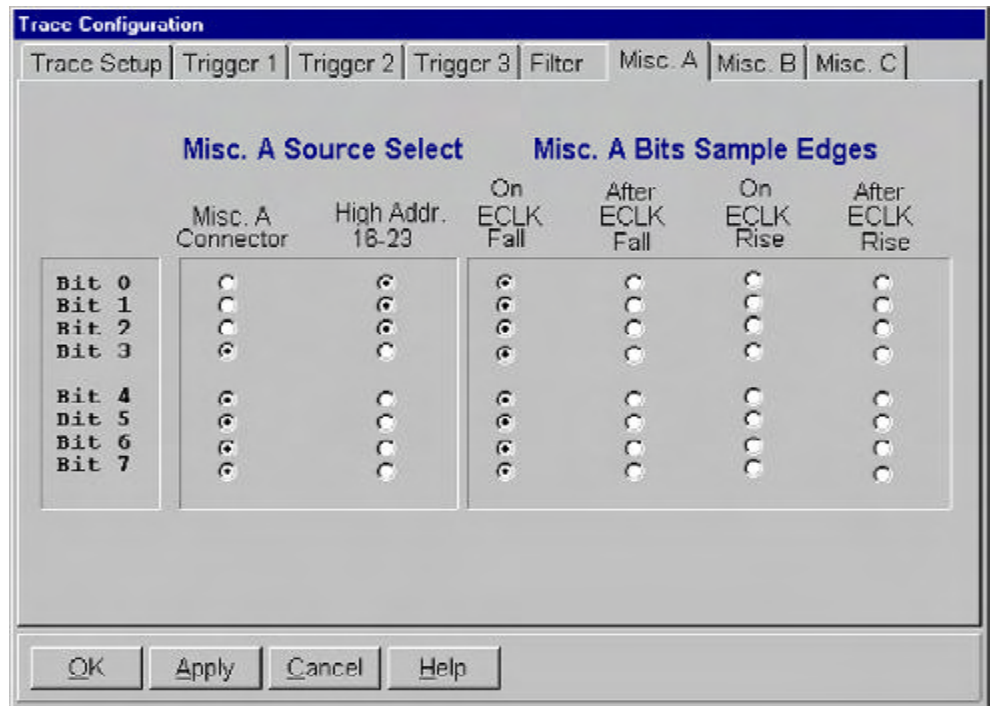 Trace Configuration
Trace Setup Trigger 1 Trigger 2 Trigger 3 Filter Misc. A Misc. B Misc. C
Misc. A Source Select Misc. A Bits Sample Edges
Misc. A Connector High Addr. 16-23 On ECLK Fall After ECLK Fall On ECLK Rise After ECLK Rise
Bit 0
Bit 1
Bit 2
Bit 3
Bit 4
Bit 5
Bit 6
Bit 7
OK Apply Cancel Help